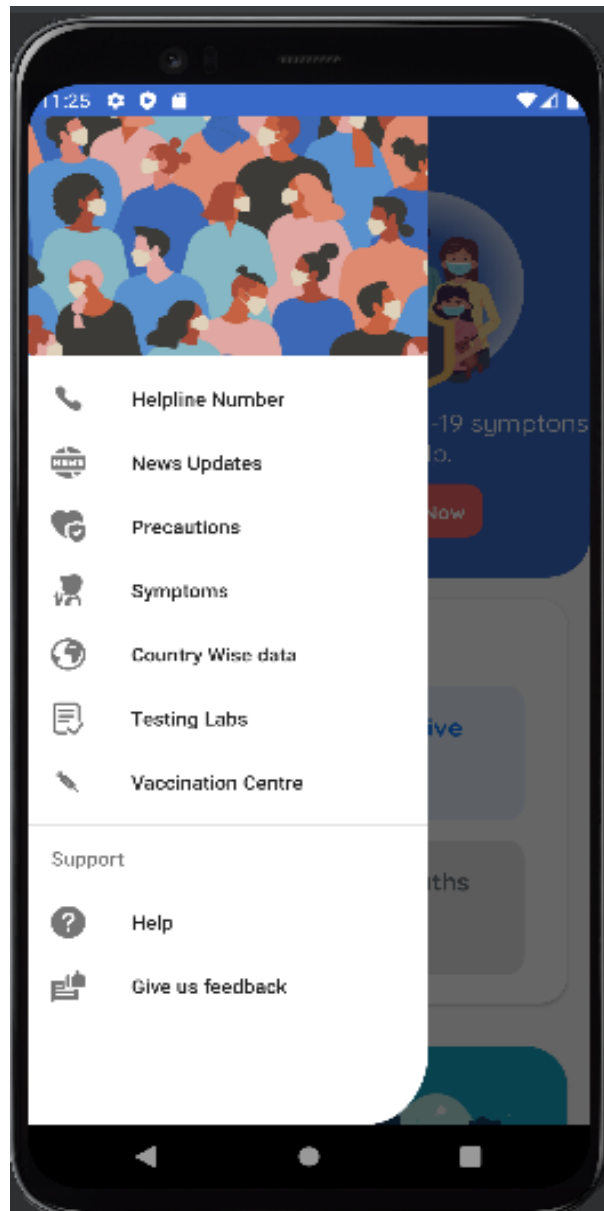 11:25
-19 symptons
Now
Helpline Number
News Updates
Precautions
Symptoms
Country Wise data
Testing Labs
Vaccination Centre
ive
ths
Support
Help
Give us feedback